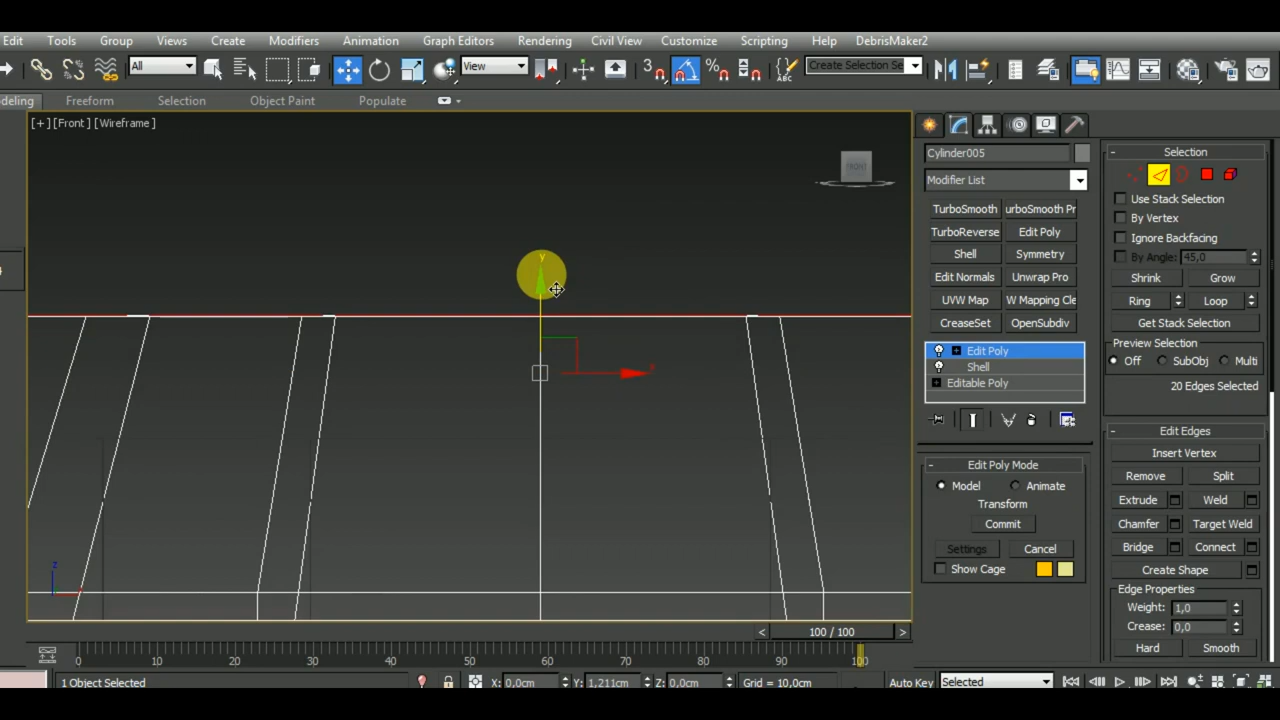 Edit Tools Group Views Create Modifiers Animation Graph Editors Rendering Civil View Customize Scripting Help DebrisMaker2
All View 3 % ABC Create Selection Se
deling Freeform Selection Object Paint Populate
[+] [Front] [Wireframe]
FRONT
y
x
z
Cylinder005
Modifier List
TurboSmooth urboSmooth Pr
TurboReverse Edit Poly
Shell Symmetry
Edit Normals Unwrap Pro
UVW Map W Mapping Cle
CreaseSet OpenSubdiv
Edit Poly
Shell
Editable Poly
- Edit Poly Mode
Model Animate
Transform
Commit
Settings Cancel
Show Cage
- Selection
Use Stack Selection
By Vertex
Ignore Backfacing
By Angle: 45,0
Shrink Grow
Ring Loop
Get Stack Selection
Preview Selection
Off SubObj Multi
20 Edges Selected
- Edit Edges
Insert Vertex
Remove Split
Extrude Weld
Chamfer Target Weld
Bridge Connect
Create Shape
Edge Properties
Weight: 1,0
Crease: 0,0
Hard Smooth
< 100 / 100 >
0 10 20 30 40 50 60 70 80 90 100
1 Object Selected X: 0,0cm Y: 1,211cm Z: 0,0cm Grid = 10,0cm Auto Key Selected